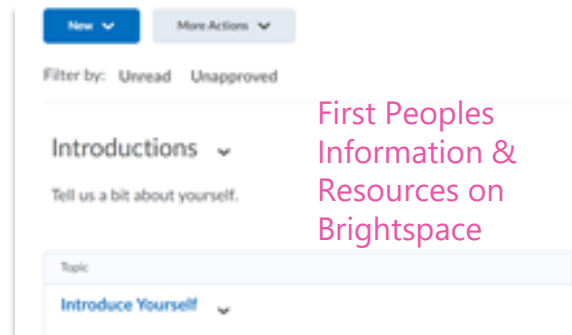 New
More Actions
Filter by: Unread Unapproved
Introductions
Tell us a bit about yourself.
First Peoples
Information &
Resources on
Brightspace
Topic
Introduce Yourself